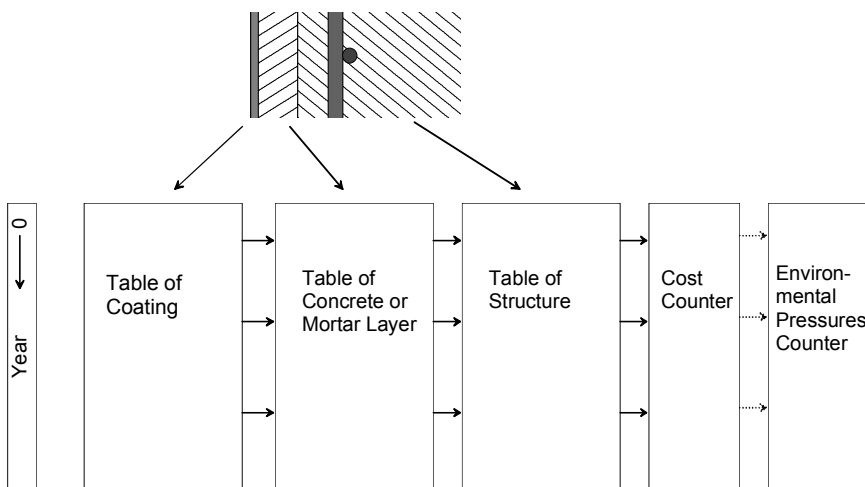 0
Year
Table of
Coating
Table of
Concrete or
Mortar Layer
Table of
Structure
Cost
Counter
Environ-
mental
Pressures
Counter